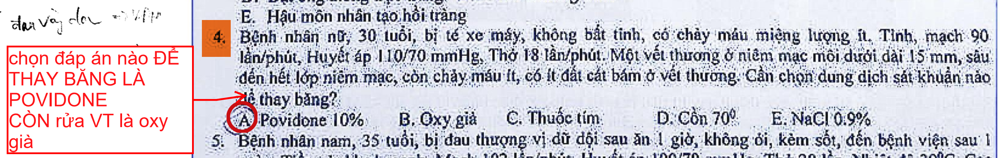 E. Hậu môn nhân tạo hồi tràng
4. Bệnh nhân nữ, 30 tuổi, bị té xe máy, không bất tỉnh, có chảy máu miệng lượng ít. Tỉnh, mạch 90
lần/phút, Huyết áp 110/70 mmHg, Thở 18 lần/phút. Một vết thương ở niêm mạc môi dưới dài 15 mm, sâu
đến hết lớp niêm mạc, còn chảy máu ít, có ít đất cát bám ở vết thương. Cần chọn dung dịch sát khuẩn nào
để thay băng?
A. Povidone 10% B. Oxy già C. Thuốc tím D. Cồn 70⁰ E. NaCl 0.9%
5. Bệnh nhân nam, 35 tuổi, bị đau thượng vị dữ dội sau ăn 1 giờ, không ói, kèm sốt, đến bệnh viện sau 1
chọn đáp án nào ĐỂ
THAY BĂNG LÀ
POVIDONE
CÒN rửa VT là oxy
già